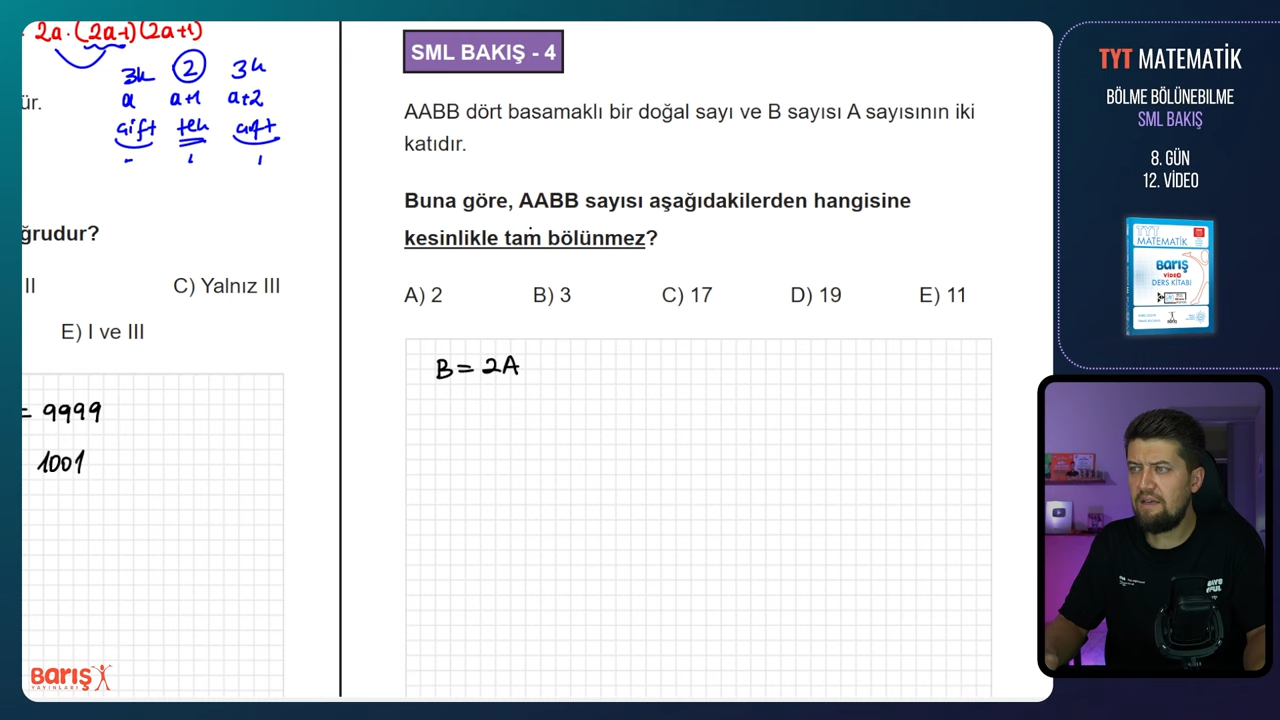 2a·(2a-1)(2a+1)
3k 2 3k
a a+1 a+2
çift tek çift
ür.
ğrudur?
II C) Yalnız III
E) I ve III
= 9999
1001
BARIŞ
YAYINLARI
SML BAKIŞ - 4
AABB dört basamaklı bir doğal sayı ve B sayısı A sayısının iki
katıdır.
Buna göre, AABB sayısı aşağıdakilerden hangisine
kesinlikle tam bölünmez?
A) 2 B) 3 C) 17 D) 19 E) 11
B = 2A
TYT MATEMATİK
BÖLME BÖLÜNEBİLME
SML BAKIŞ
8. GÜN
12. VİDEO
TYT
MATEMATİK
BARIŞ
VİDEO
DERS KİTABI